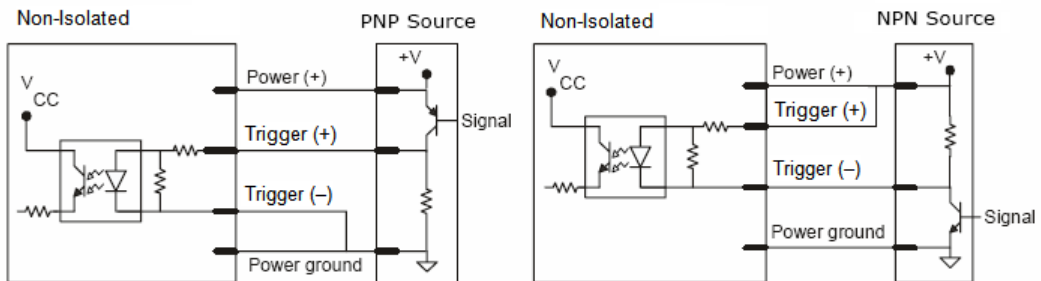 Non-Isolated
PNP Source
+V
V
CC
Power (+)
Trigger (+)
Trigger (–)
Power ground
Signal
Non-Isolated
NPN Source
+V
V
CC
Power (+)
Trigger (+)
Trigger (–)
Power ground
Signal